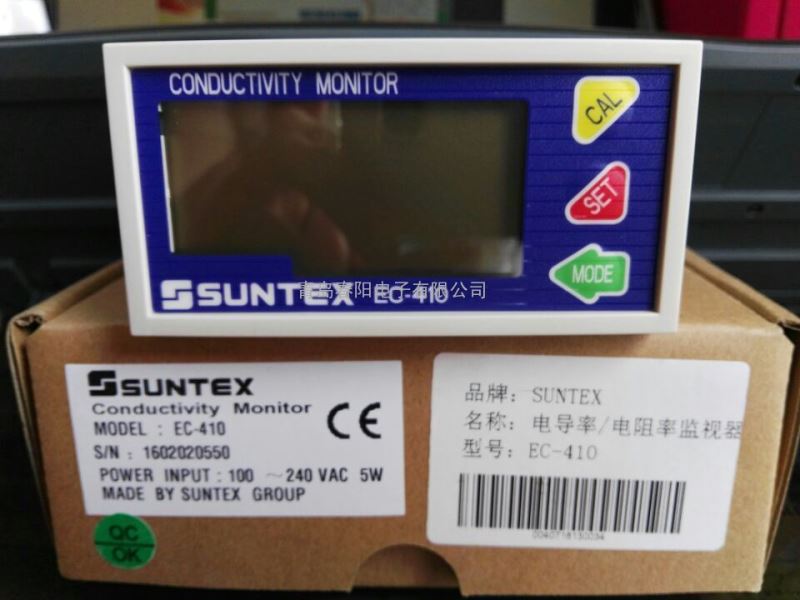 CONDUCTIVITY MONITOR
CAL
SET
MODE
SUNTEX EC-410
青岛春阳电子有限公司
SUNTEX
Conductivity Monitor
MODEL : EC-410
S/N : 1602020550
POWER INPUT : 100 ~ 240 VAC 5W
MADE BY SUNTEX GROUP
CE
QC
OK
品牌: SUNTEX
名称: 电导率/电阻率监视器
型号: EC-410
0040718130034